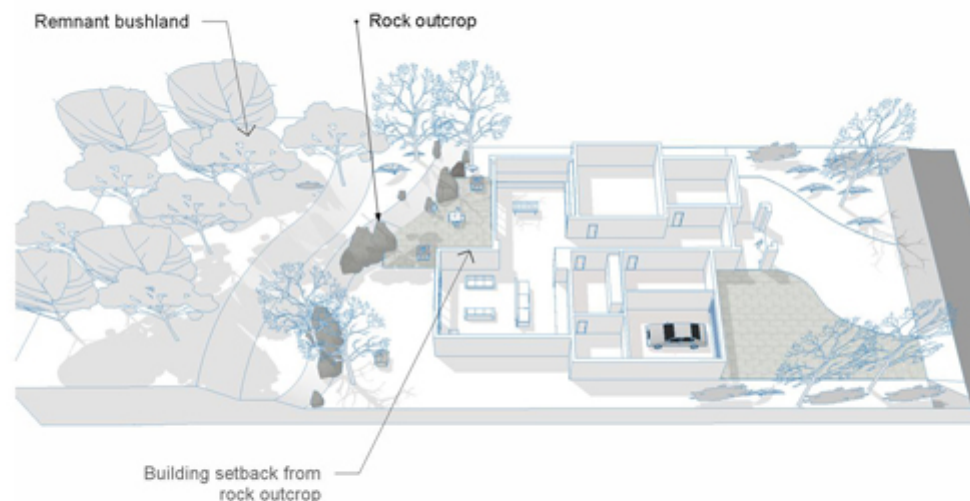 Remnant bushland
Rock outcrop
Building setback from
rock outcrop